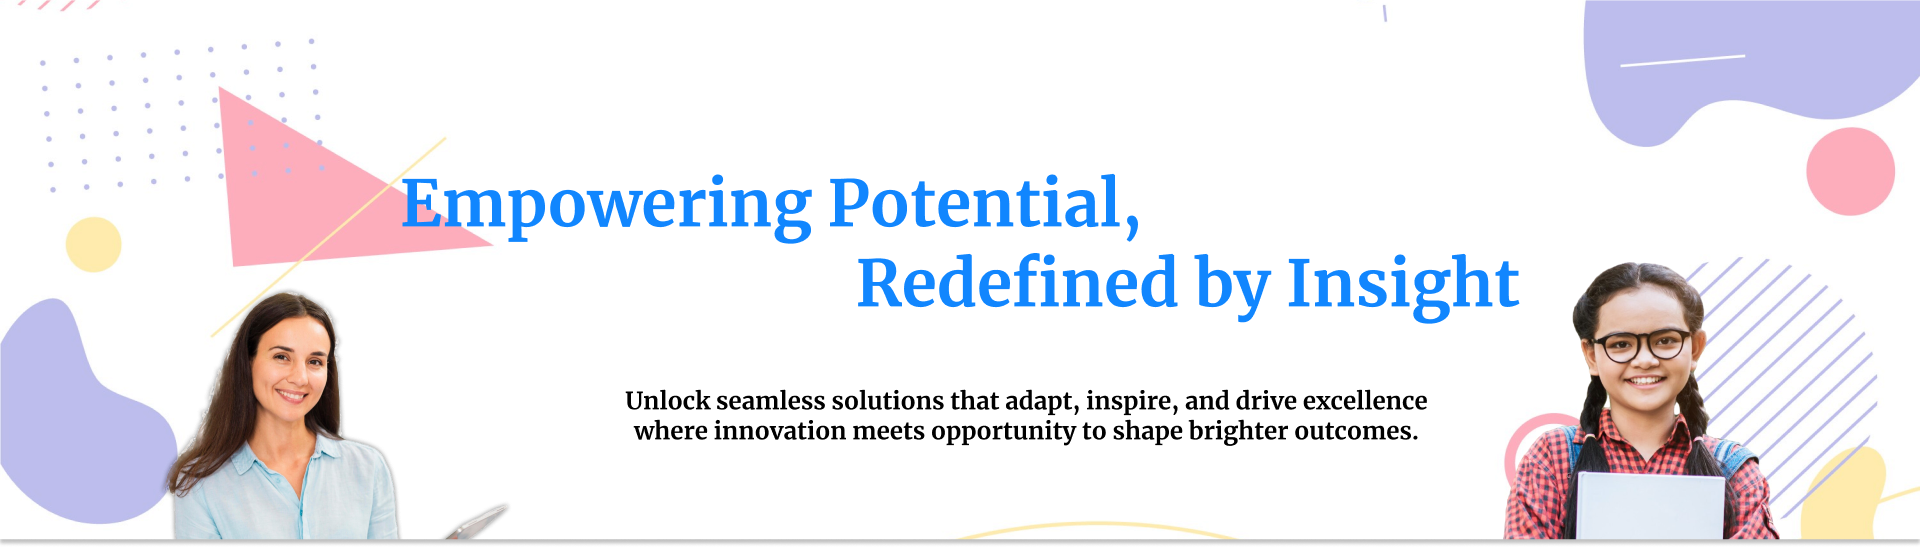 Empowering Potential,
Redefined by Insight
Unlock seamless solutions that adapt, inspire, and drive excellence
where innovation meets opportunity to shape brighter outcomes.